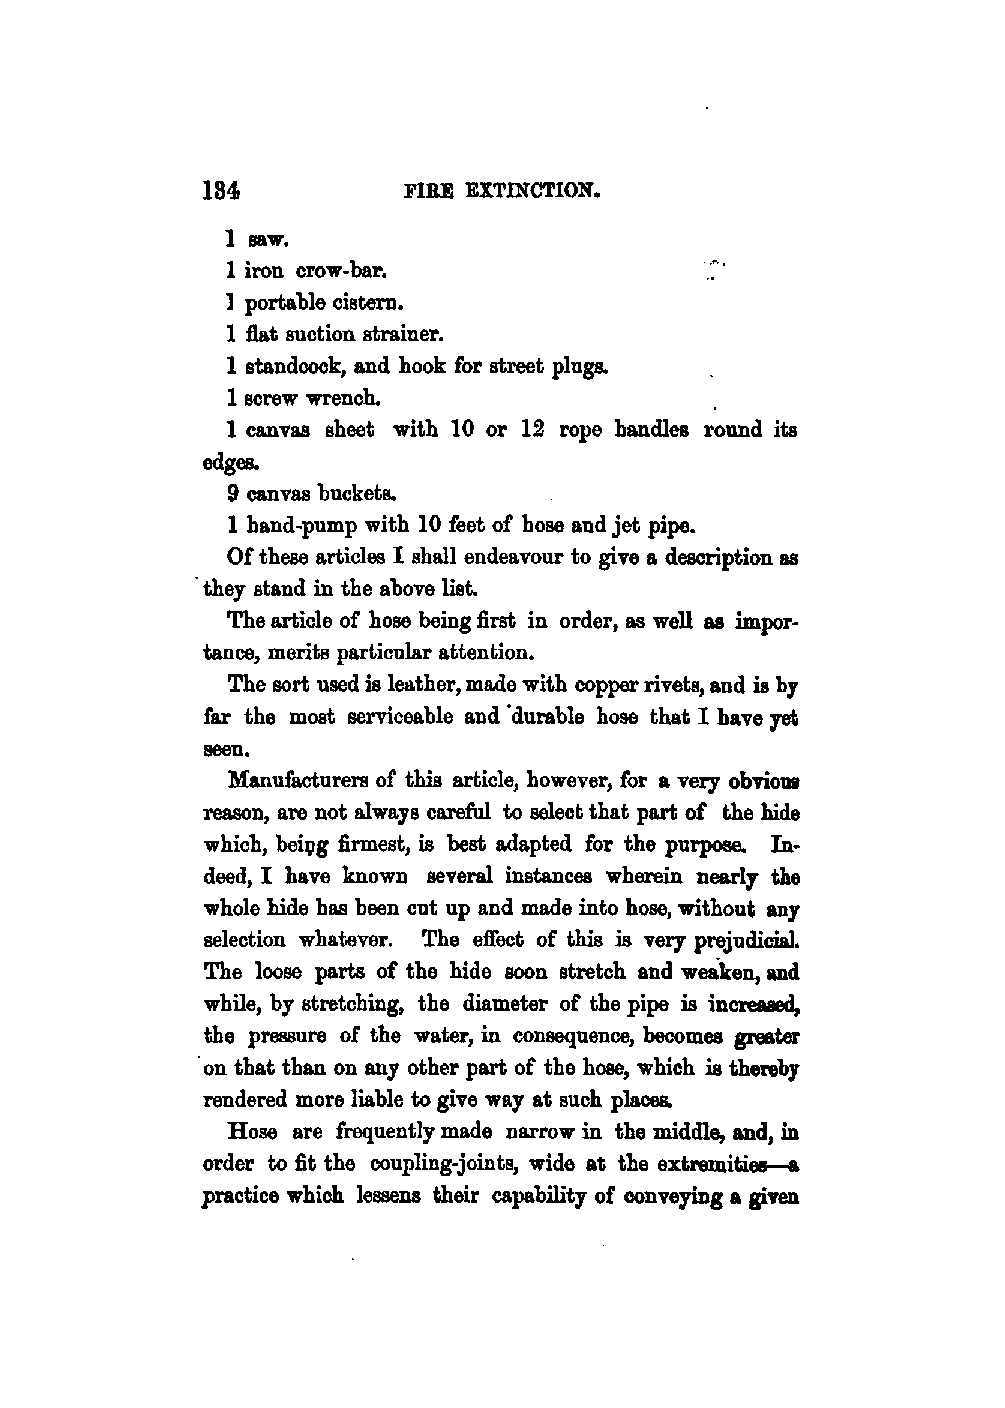 134 FIRE EXTINCTION.
1 saw.
1 iron crow-bar.
1 portable cistern.
1 flat suction strainer.
1 standcock, and hook for street plugs.
1 screw wrench.
1 canvas sheet with 10 or 12 rope handles round its
edges.
9 canvas buckets.
1 hand-pump with 10 feet of hose and jet pipe.
Of these articles I shall endeavour to give a description as
they stand in the above list.
The article of hose being first in order, as well as impor-
tance, merits particular attention.
The sort used is leather, made with copper rivets, and is by
far the most serviceable and durable hose that I have yet
seen.
Manufacturers of this article, however, for a very obvious
reason, are not always careful to select that part of the hide
which, being firmest, is best adapted for the purpose. In-
deed, I have known several instances wherein nearly the
whole hide has been cut up and made into hose, without any
selection whatever. The effect of this is very prejudicial.
The loose parts of the hide soon stretch and weaken, and
while, by stretching, the diameter of the pipe is increased,
the pressure of the water, in consequence, becomes greater
on that than on any other part of the hose, which is thereby
rendered more liable to give way at such places.
Hose are frequently made narrow in the middle, and, in
order to fit the coupling-joints, wide at the extremities—a
practice which lessens their capability of conveying a given